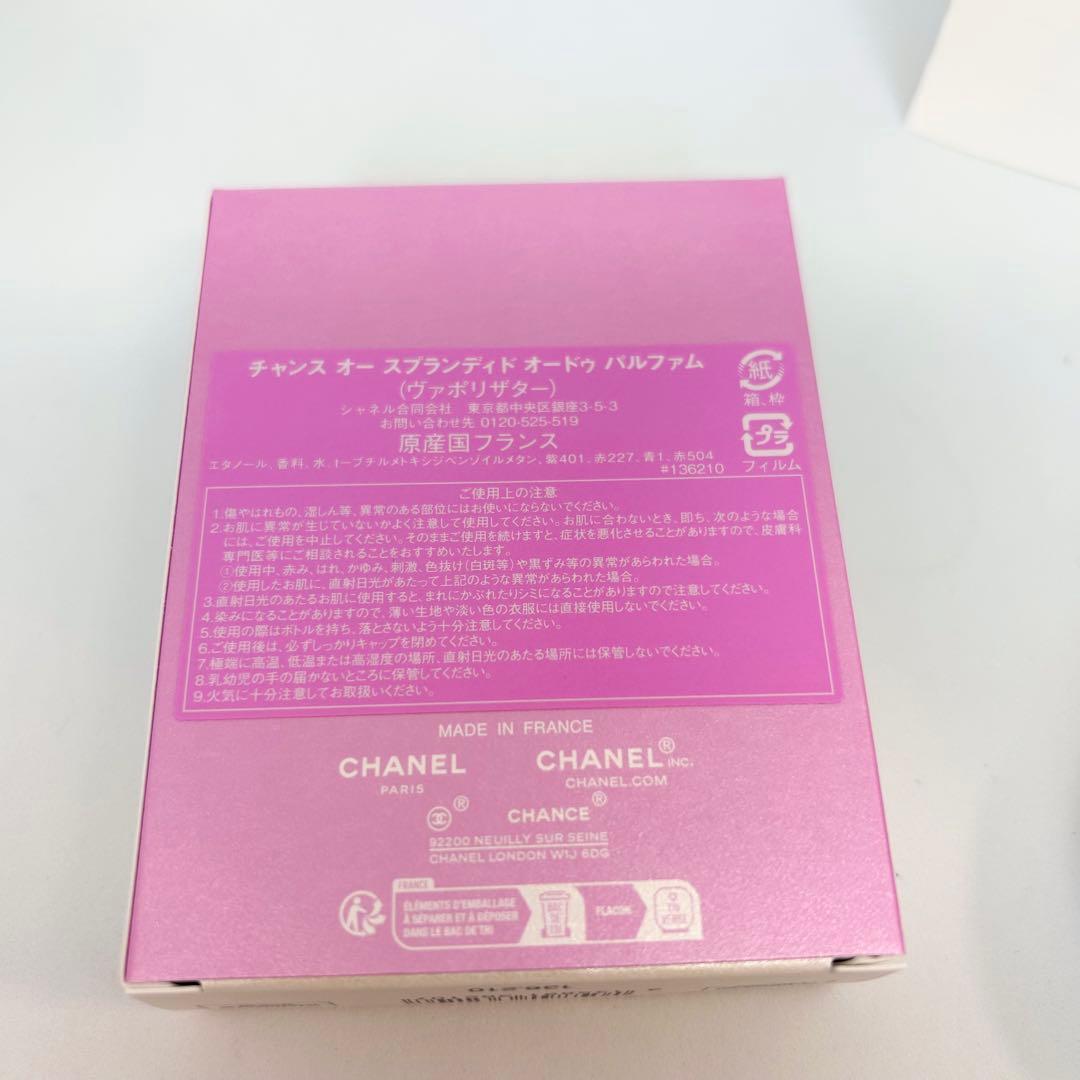 チャンス オー スプランディド オードゥ パルファム
(ヴァポリザター)
シャネル合同会社 東京都中央区銀座3-5-3
お問い合わせ先 0120-525-519
原産国フランス
エタノール、香料、水、t-ブチルメトキシジベンゾイルメタン、紫401、赤227、青1、赤504
#136210
紙
箱、枠
プラ
フィルム
ご使用上の注意
1.傷やはれもの、湿しん等、異常のある部位にはお使いにならないでください。
2.お肌に異常が生じていないかよく注意して使用してください。お肌に合わないとき、即ち、次のような場合
には、ご使用を中止してください。そのままご使用を続けますと、症状を悪化させることがありますので、皮膚科
専門医等にご相談されることをおすすめいたします。
①使用中、赤み、はれ、かゆみ、刺激、色抜け(白斑等)や黒ずみ等の異常があらわれた場合。
②使用したお肌に、直射日光があたって上記のような異常があらわれた場合。
3.直射日光のあたるお肌に使用すると、まれにかぶれたりシミになることがありますので注意してください。
4.染みになることがありますので、薄い生地や淡い色の衣服には直接使用しないでください。
5.使用の際はボトルを持ち、落とさないよう十分注意してください。
6.ご使用後は、必ずしっかりキャップを閉めてください。
7.極端に高温、低温または高湿度の場所、直射日光のあたる場所には保管しないでください。
8.乳幼児の手の届かないところに保管してください。
9.火気に十分注意してお取扱いください。
MADE IN FRANCE
CHANEL
PARIS
CHANEL® INC.
CHANEL.COM
® CHANCE®
92200 NEUILLY SUR SEINE
CHANEL LONDON W1J 6DG
FRANCE
ÉLÉMENTS D'EMBALLAGE
À SÉPARER ET À DÉPOSER
DANS LE BAC DE TRI
BAC
DE
TRI
FLACON
VERRE
136.210